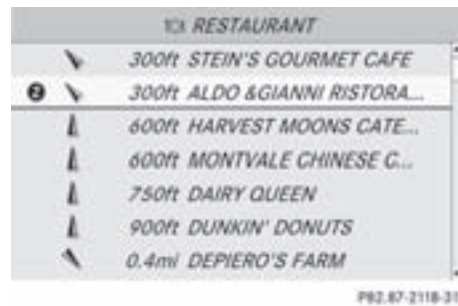 RESTAURANT
300ft STEIN'S GOURMET CAFE
2 300ft ALDO &GIANNI RISTORA...
600ft HARVEST MOONS CATE...
600ft MONTVALE CHINESE C...
750ft DAIRY QUEEN
900ft DUNKIN' DONUTS
0.4mi DEPIERO'S FARM
P82.87-2118-31